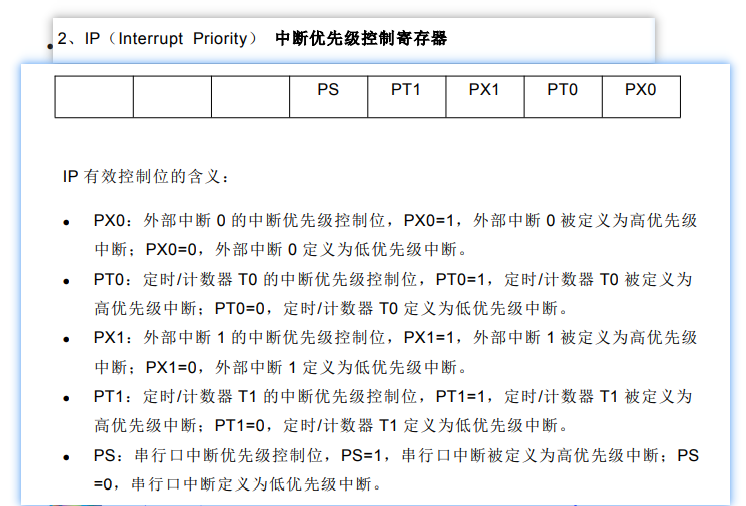 2、IP（Interrupt Priority） 中断优先级控制寄存器
PS PT1 PX1 PT0 PX0
IP 有效控制位的含义：
● PX0：外部中断 0 的中断优先级控制位，PX0=1，外部中断 0 被定义为高优先级
中断；PX0=0，外部中断 0 定义为低优先级中断。
● PT0：定时/计数器 T0 的中断优先级控制位，PT0=1，定时/计数器 T0 被定义为
高优先级中断；PT0=0，定时/计数器 T0 定义为低优先级中断。
● PX1：外部中断 1 的中断优先级控制位，PX1=1，外部中断 1 被定义为高优先级
中断；PX1=0，外部中断 1 定义为低优先级中断。
● PT1：定时/计数器 T1 的中断优先级控制位，PT1=1，定时/计数器 T1 被定义为
高优先级中断；PT1=0，定时/计数器 T1 定义为低优先级中断。
● PS：串行口中断优先级控制位，PS=1，串行口中断被定义为高优先级中断；PS
=0，串行口中断定义为低优先级中断。